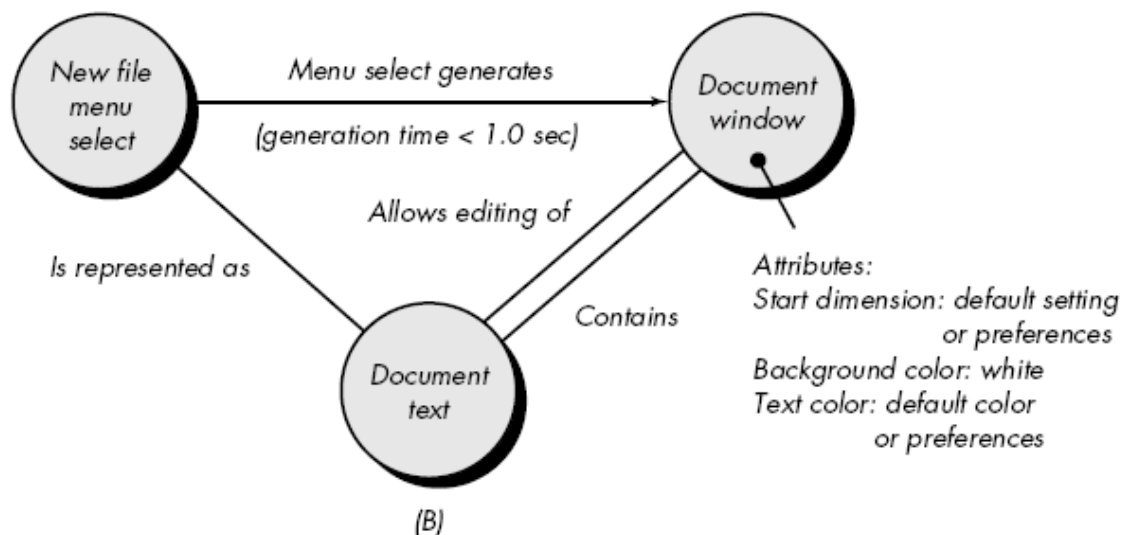 New file
menu
select
Menu select generates
(generation time < 1.0 sec)
Document
window
Allows editing of
Is represented as
Contains
Document
text
Attributes:
Start dimension: default setting
or preferences
Background color: white
Text color: default color
or preferences
(B)